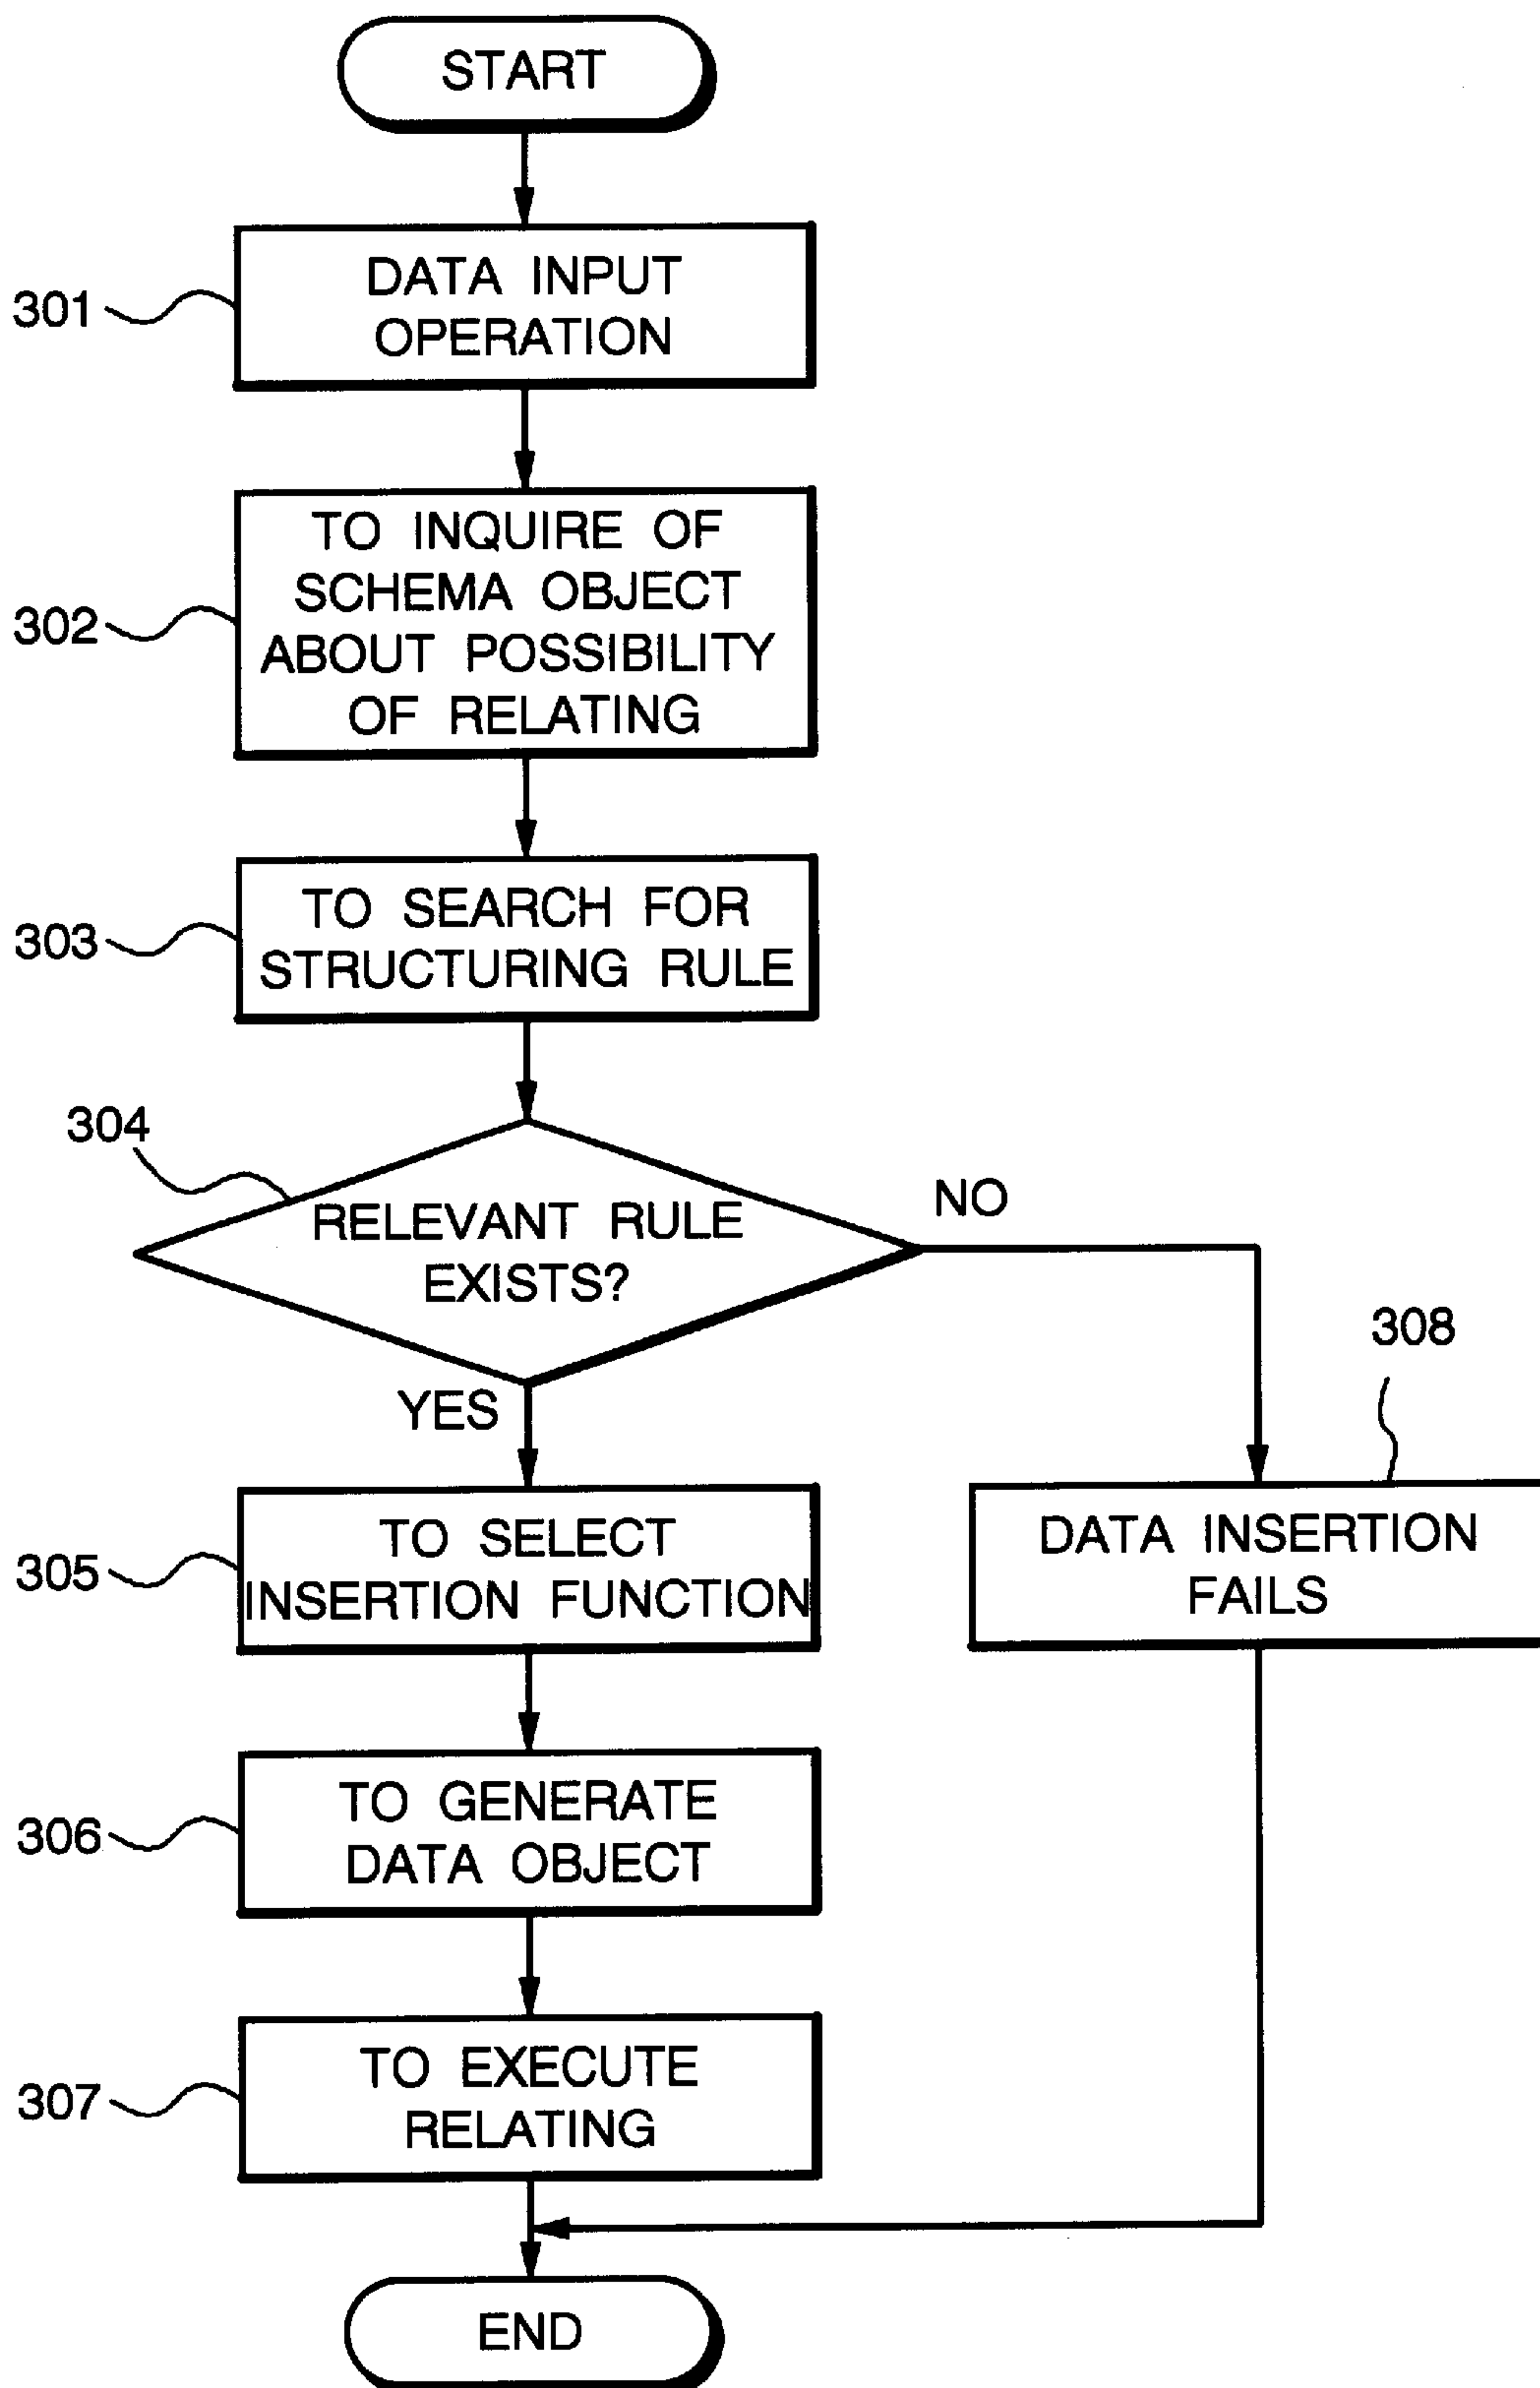 START
301
DATA INPUT
OPERATION
302
TO INQUIRE OF
SCHEMA OBJECT
ABOUT POSSIBILITY
OF RELATING
303
TO SEARCH FOR
STRUCTURING RULE
304
RELEVANT RULE
EXISTS?
NO
YES
308
305
TO SELECT
INSERTION FUNCTION
DATA INSERTION
FAILS
306
TO GENERATE
DATA OBJECT
307
TO EXECUTE
RELATING
END